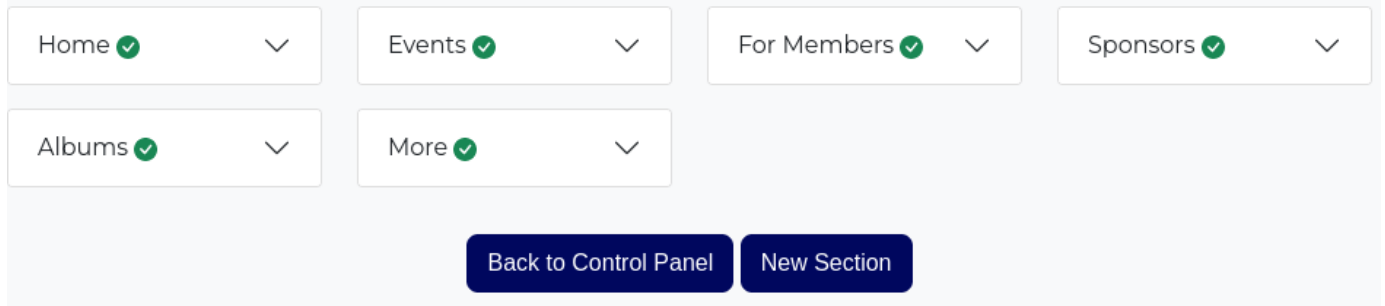 Home Events For Members Sponsors
Albums More
Back to Control Panel New Section